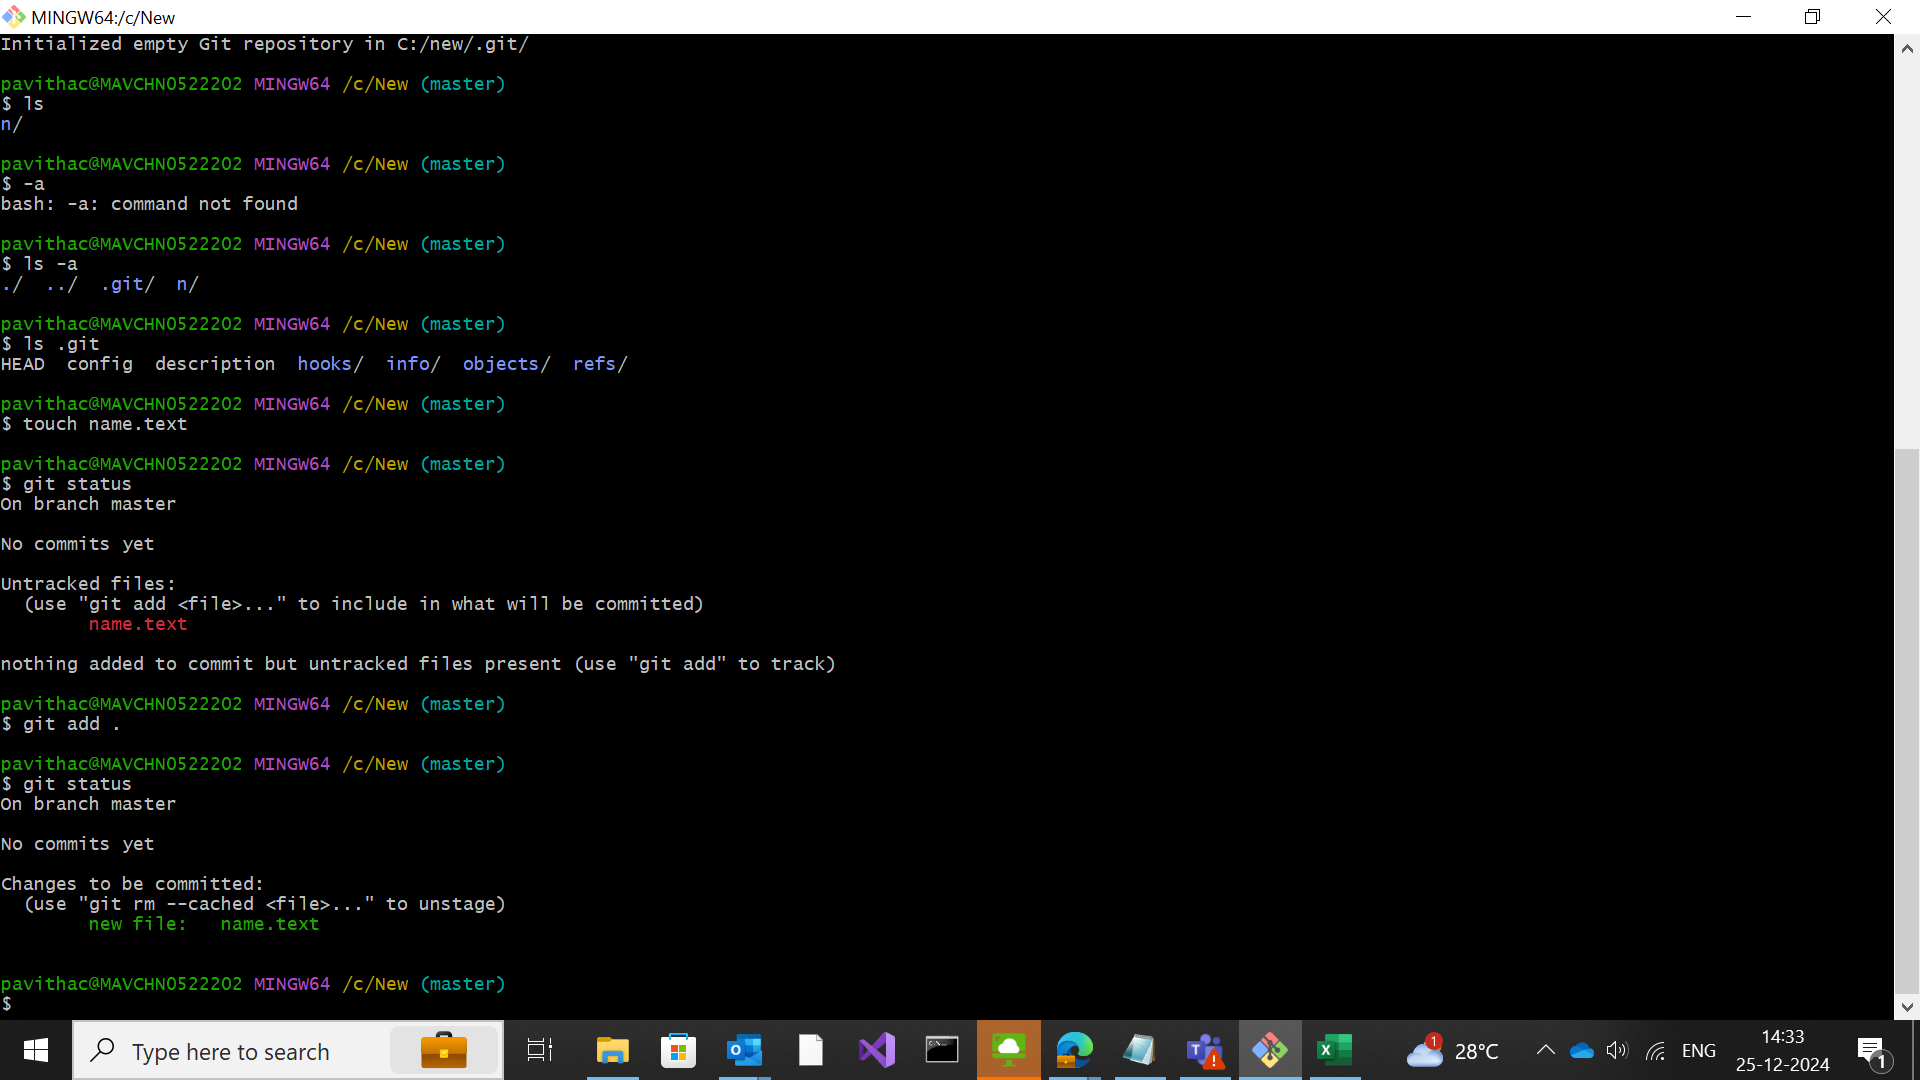 MINGW64:/c/New
Initialized empty Git repository in C:/new/.git/
pavithac@MAVCHN0522202 MINGW64 /c/New (master)
$ ls
n/
pavithac@MAVCHN0522202 MINGW64 /c/New (master)
$ -a
bash: -a: command not found
pavithac@MAVCHN0522202 MINGW64 /c/New (master)
$ ls -a
./  ../  .git/  n/
pavithac@MAVCHN0522202 MINGW64 /c/New (master)
$ ls .git
HEAD  config  description  hooks/  info/  objects/  refs/
pavithac@MAVCHN0522202 MINGW64 /c/New (master)
$ touch name.text
pavithac@MAVCHN0522202 MINGW64 /c/New (master)
$ git status
On branch master
No commits yet
Untracked files:
  (use "git add <file>..." to include in what will be committed)
        name.text
nothing added to commit but untracked files present (use "git add" to track)
pavithac@MAVCHN0522202 MINGW64 /c/New (master)
$ git add .
pavithac@MAVCHN0522202 MINGW64 /c/New (master)
$ git status
On branch master
No commits yet
Changes to be committed:
  (use "git rm --cached <file>..." to unstage)
        new file:   name.text
pavithac@MAVCHN0522202 MINGW64 /c/New (master)
$
Type here to search
1
28°C
ENG
14:33
25-12-2024
1